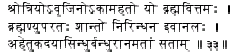 श्रोत्रियोऽवृजिनोऽकामहतो यो ब्रह्मवित्तमः ।
ब्रह्मण्युपरतः शान्तो निरिन्धन इवानलः ।
अहेतुकदयासिन्धुर्बन्धुरानमतां सताम् ॥ ३३॥